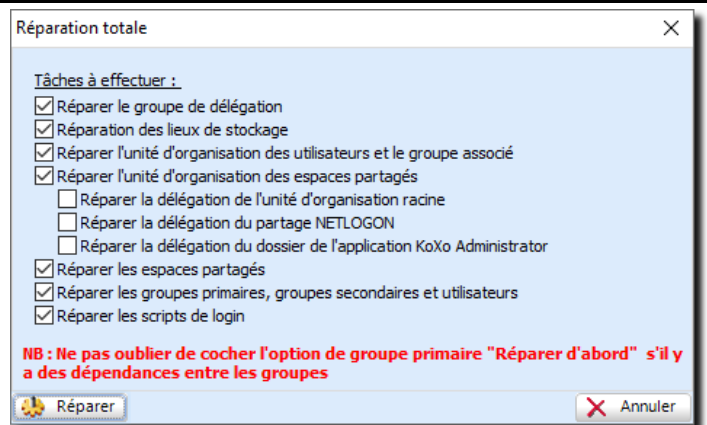 Réparation totale
Tâches à effectuer :
Réparer le groupe de délégation
Réparation des lieux de stockage
Réparer l'unité d'organisation des utilisateurs et le groupe associé
Réparer l'unité d'organisation des espaces partagés
Réparer la délégation de l'unité d'organisation racine
Réparer la délégation du partage NETLOGON
Réparer la délégation du dossier de l'application KoXo Administrator
Réparer les espaces partagés
Réparer les groupes primaires, groupes secondaires et utilisateurs
Réparer les scripts de login
NB : Ne pas oublier de cocher l'option de groupe primaire "Réparer d'abord" s'il y
a des dépendances entre les groupes
Réparer
Annuler